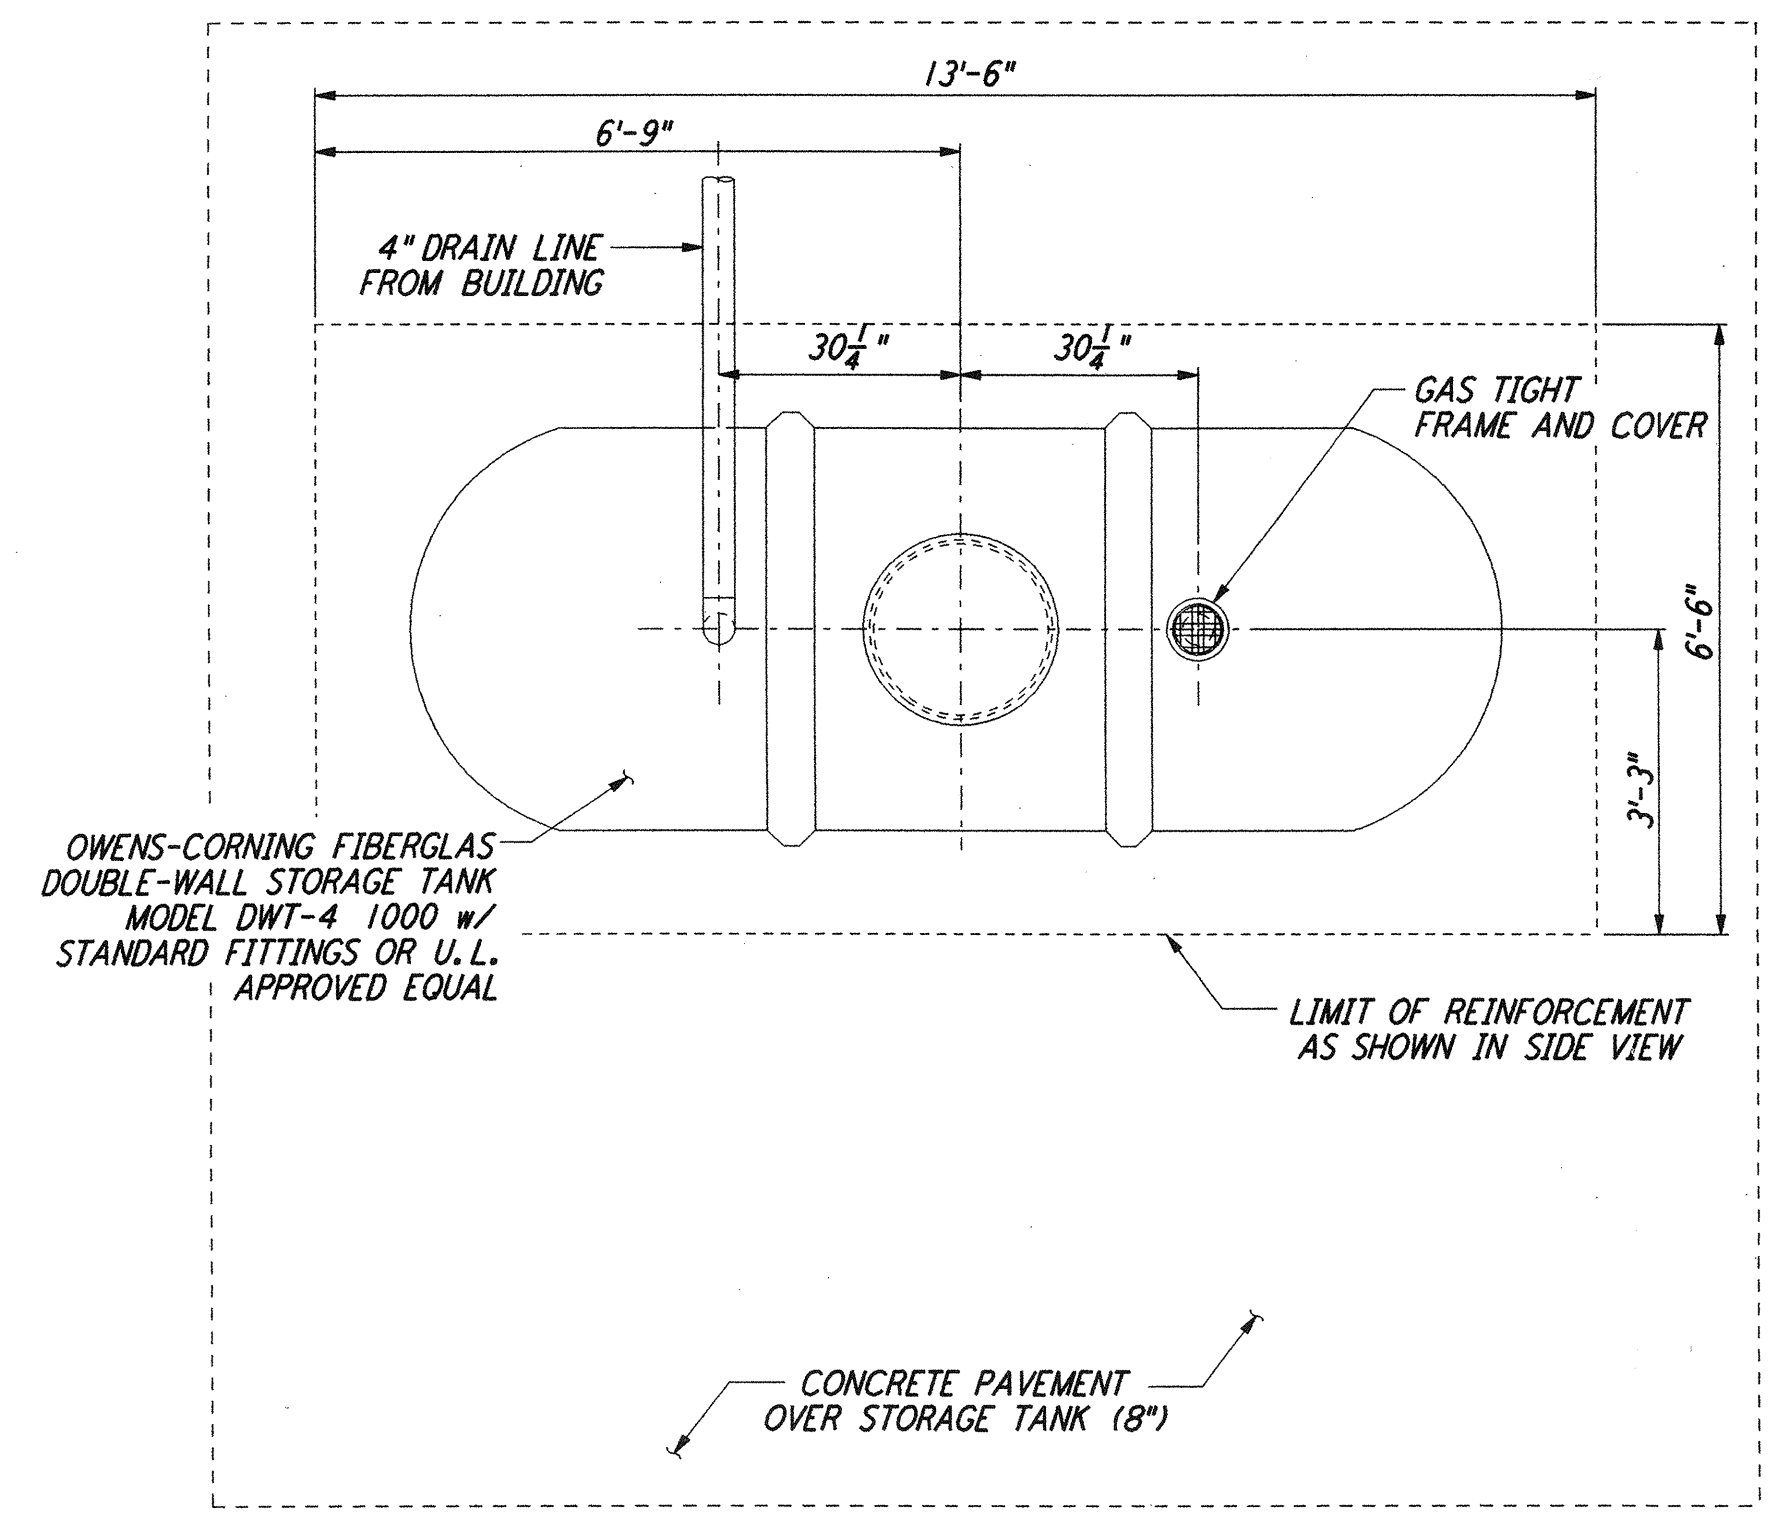 13'-6"
6'-9"
4" DRAIN LINE
FROM BUILDING
30 1/4 "
30 1/4 "
GAS TIGHT
FRAME AND COVER
6'-6"
3'-3"
OWENS-CORNING FIBERGLAS
DOUBLE-WALL STORAGE TANK
MODEL DWT-4 1000 w/
STANDARD FITTINGS OR U.L.
APPROVED EQUAL
LIMIT OF REINFORCEMENT
AS SHOWN IN SIDE VIEW
CONCRETE PAVEMENT
OVER STORAGE TANK (8")